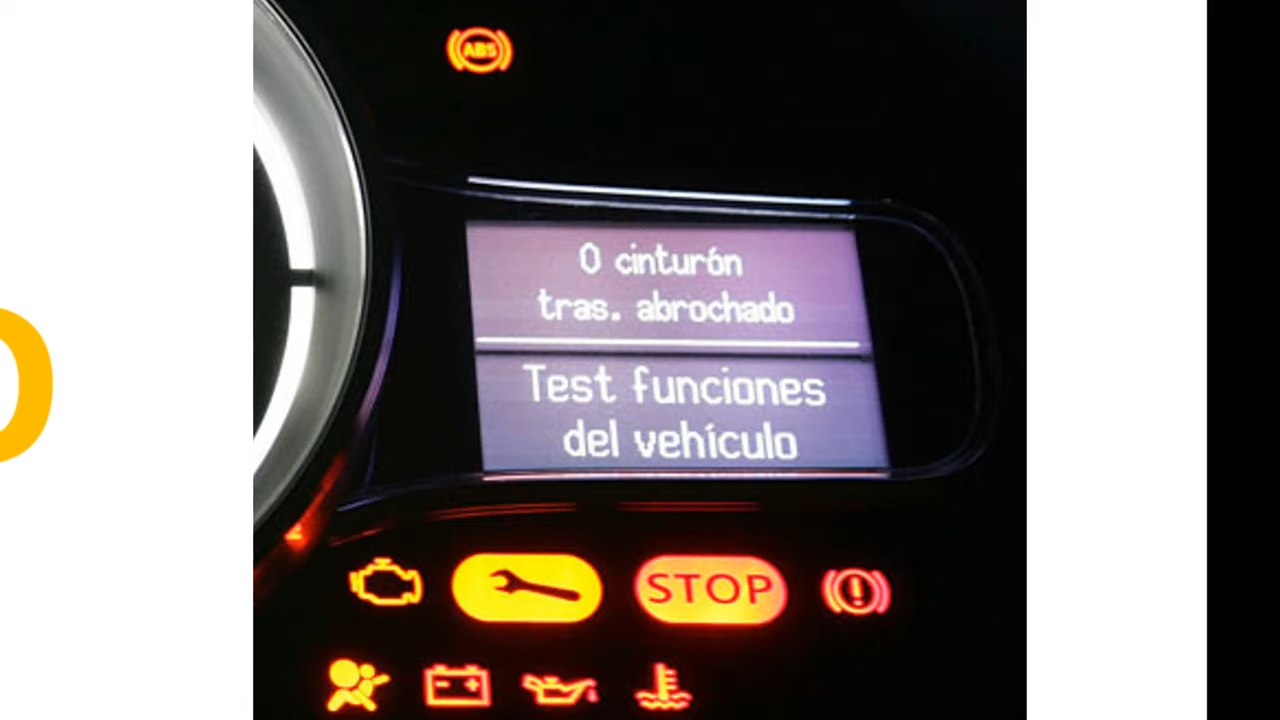 ABS
0 cinturón
tras. abrochado
Test funciones
del vehículo
STOP